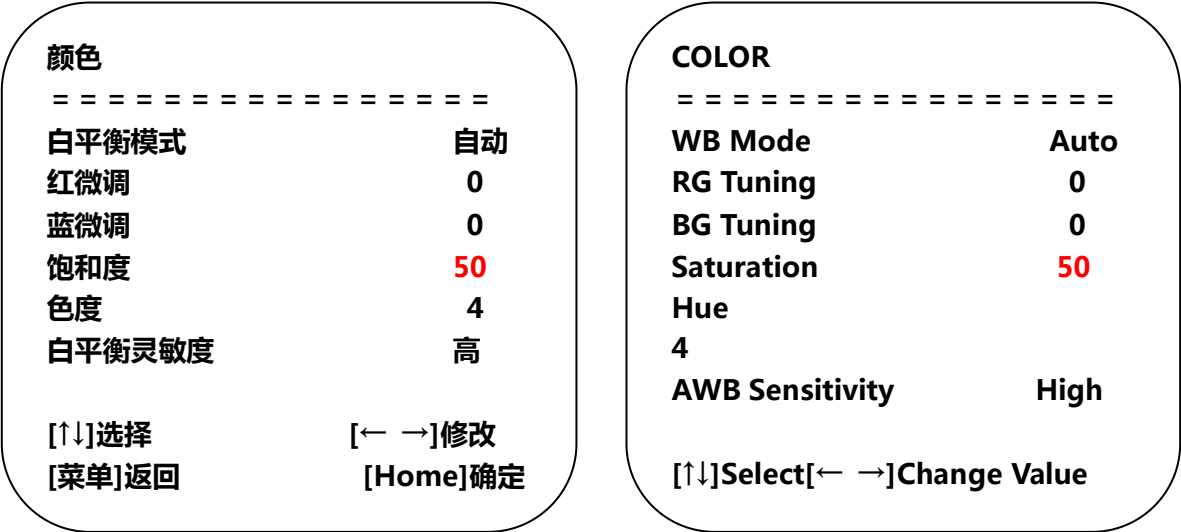 颜色
================
白平衡模式 自动
红微调 0
蓝微调 0
饱和度 50
色度 4
白平衡灵敏度 高
[↑↓]选择 [← →]修改
[菜单]返回 [Home]确定
COLOR
================
WB Mode Auto
RG Tuning 0
BG Tuning 0
Saturation 50
Hue
4
AWB Sensitivity High
[↑↓]Select[← →]Change Value